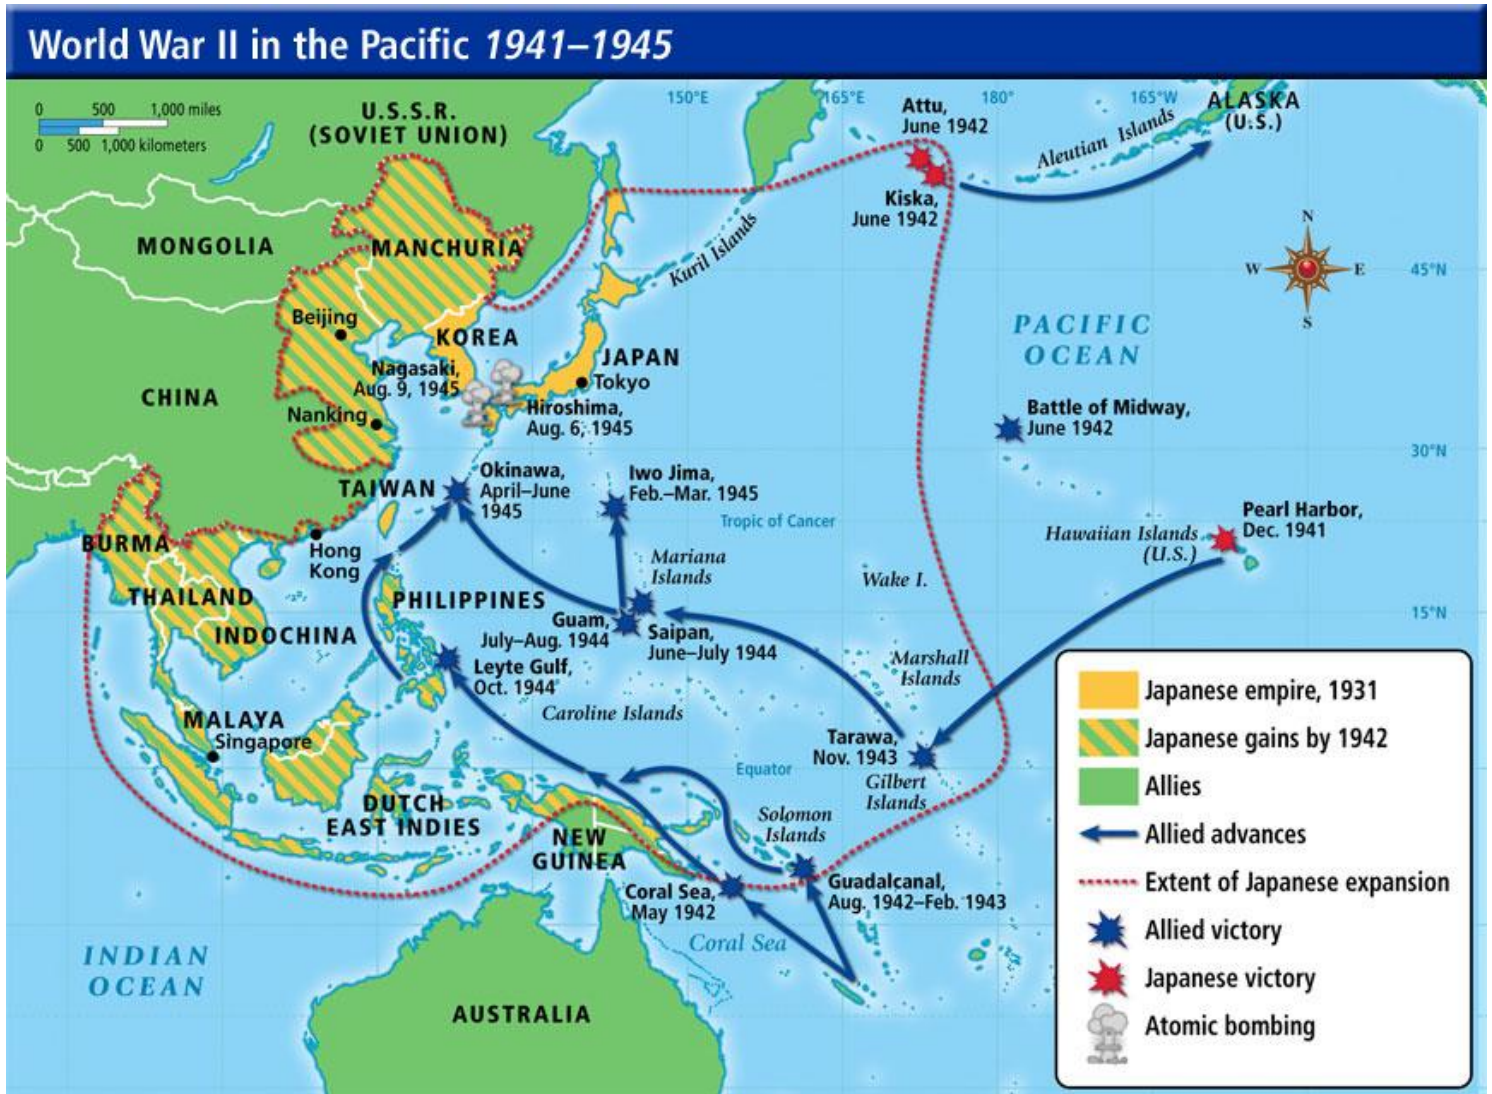 World War II in the Pacific 1941–1945
0 500 1,000 miles
0 500 1,000 kilometers
U.S.S.R.
(SOVIET UNION)
150°E
165°E
180°
165°W
Attu,
June 1942
ALASKA
(U.S.)
Aleutian Islands
Kiska,
June 1942
MONGOLIA
MANCHURIA
Kuril Islands
N
W
E
S
45°N
Beijing
KOREA
JAPAN
Tokyo
PACIFIC
OCEAN
Nagasaki,
Aug. 9, 1945
CHINA
Nanking
Hiroshima,
Aug. 6, 1945
Battle of Midway,
June 1942
30°N
TAIWAN
Okinawa,
April–June
1945
Iwo Jima,
Feb.–Mar. 1945
Tropic of Cancer
Pearl Harbor,
Dec. 1941
Hawaiian Islands
(U.S.)
BURMA
Hong
Kong
Mariana
Islands
Wake I.
THAILAND
PHILIPPINES
15°N
INDOCHINA
Guam,
July–Aug. 1944
Saipan,
June–July 1944
Leyte Gulf,
Oct. 1944
Marshall
Islands
Caroline Islands
MALAYA
Singapore
Tarawa,
Nov. 1943
Equator
Gilbert
Islands
DUTCH
EAST INDIES
Solomon
Islands
NEW
GUINEA
Coral Sea,
May 1942
Guadalcanal,
Aug. 1942–Feb. 1943
Coral Sea
INDIAN
OCEAN
AUSTRALIA
Japanese empire, 1931
Japanese gains by 1942
Allies
Allied advances
Extent of Japanese expansion
Allied victory
Japanese victory
Atomic bombing